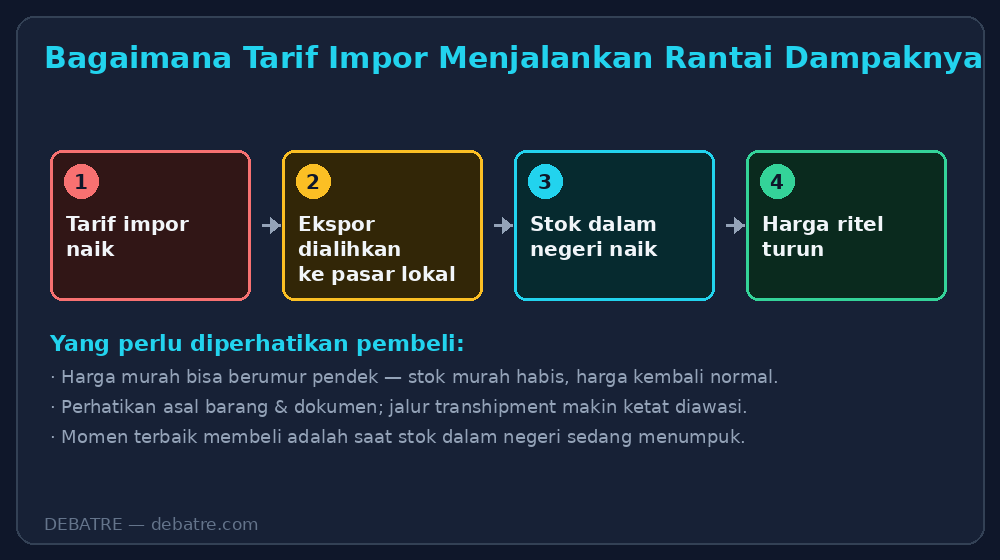 Bagaimana Tarif Impor Menjalankan Rantai Dampaknya
1
Tarif impor
naik
2
Ekspor
dialihkan
ke pasar lokal
3
Stok dalam
negeri naik
4
Harga ritel
turun
Yang perlu diperhatikan pembeli:
· Harga murah bisa berumur pendek — stok murah habis, harga kembali normal.
· Perhatikan asal barang & dokumen; jalur transhipment makin ketat diawasi.
· Momen terbaik membeli adalah saat stok dalam negeri sedang menumpuk.
DEBATRE — debatre.com